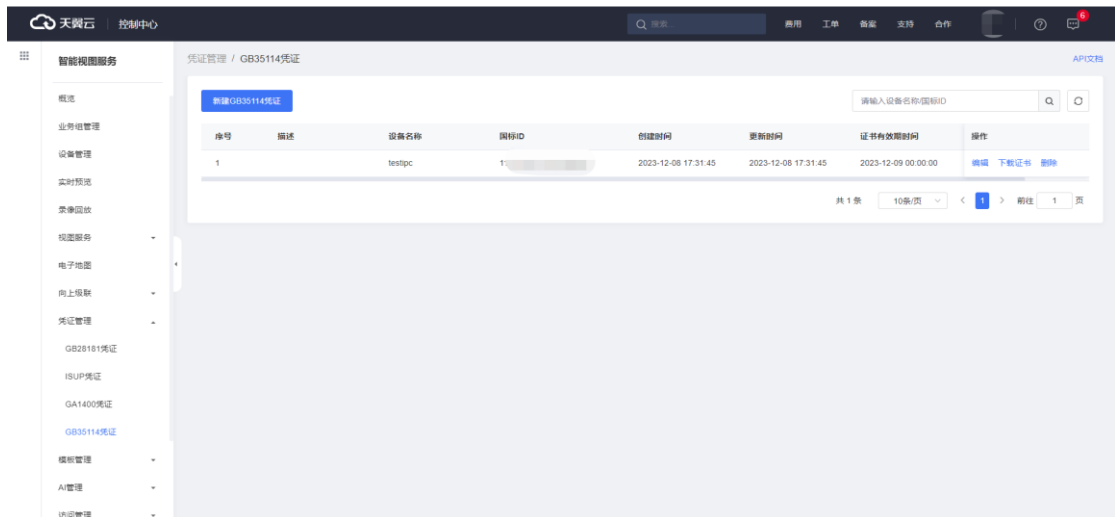 天翼云 控制中心 搜索... 费用 工单 备案 支持 合作 6
智能视图服务
凭证管理 / GB35114凭证 API文档
概览
业务组管理
设备管理
实时预览
录像回放
视图服务
电子地图
向上级联
凭证管理
GB28181凭证
ISUP凭证
GA1400凭证
GB35114凭证
模板管理
AI管理
访问管理
新建GB35114凭证 请输入设备名称/国标ID
序号 描述 设备名称 国标ID 创建时间 更新时间 证书有效期时间 操作
1 testipc 2023-12-08 17:31:45 2023-12-08 17:31:45 2023-12-09 00:00:00 编辑 下载证书 删除
共 1 条 10条/页 1 前往 1 页